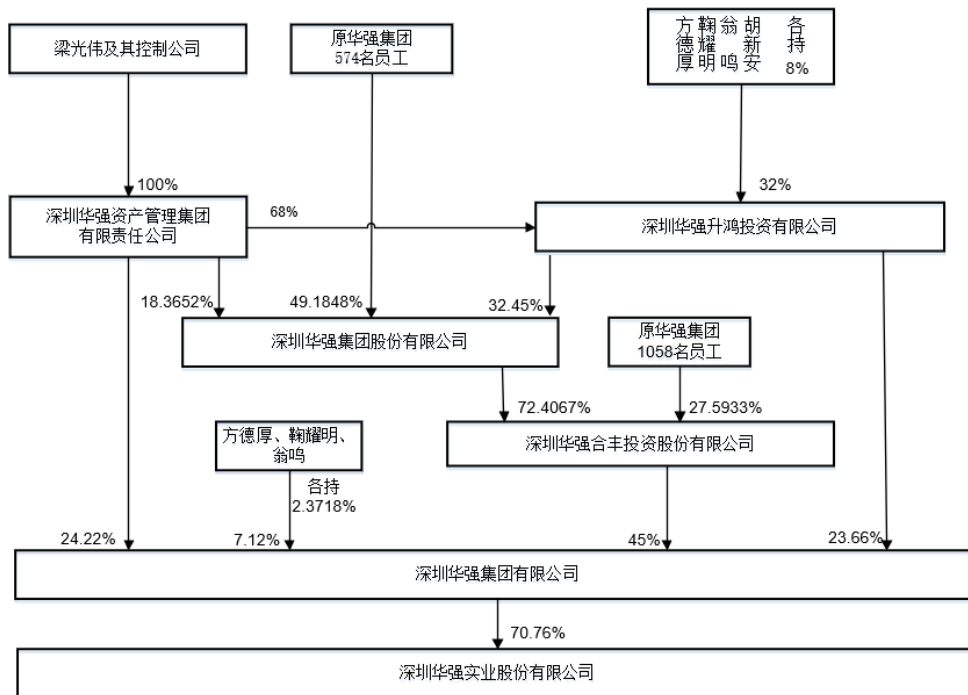 梁光伟及其控制公司
原华强集团
574名员工
方 鞠 翁 胡 各
德 耀 新 持
厚 明 鸣 安 8%
100%
32%
深圳华强资产管理集团
有限责任公司
68%
深圳华强升鸿投资有限公司
18.3652%
49.1848%
32.45%
深圳华强集团股份有限公司
原华强集团
1058名员工
72.4067%
27.5933%
方德厚、鞠耀明、
翁鸣
深圳华强合丰投资股份有限公司
各持
2.3718%
24.22%
7.12%
45%
23.66%
深圳华强集团有限公司
70.76%
深圳华强实业股份有限公司